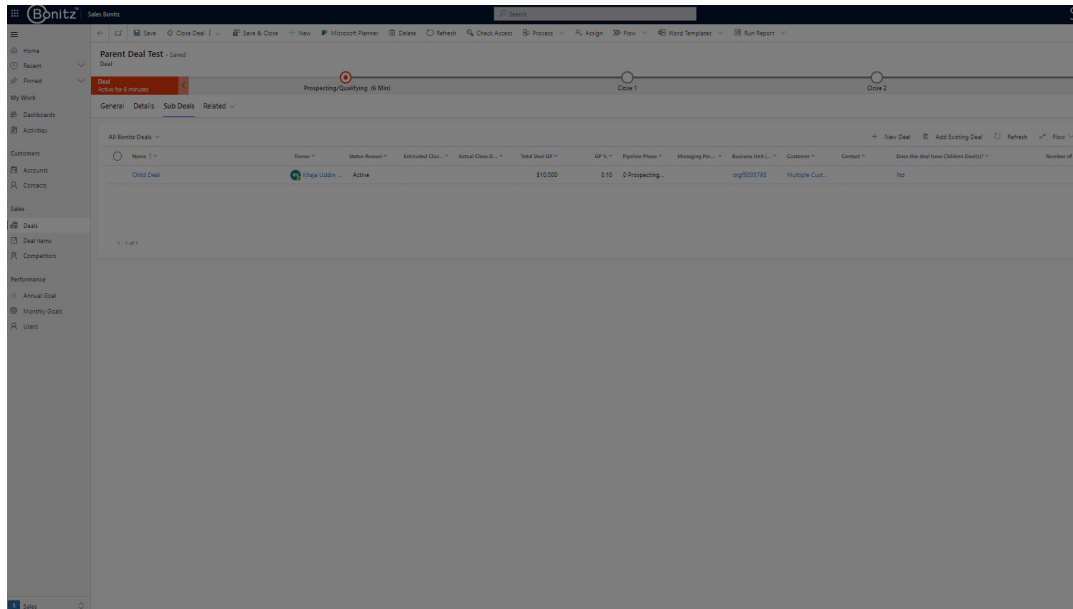 Bonitz Sales Bonitz Search
Save Close Deal Save & Close New Microsoft Planner Delete Refresh Check Access Process Assign Flow Word Templates Run Report
Home
Recent
Pinned
My Work
Dashboards
Activities
Customers
Accounts
Contacts
Sales
Deals
Deal Items
Competitors
Performance
Annual Goal
Monthly Goals
Users
Sales
Parent Deal Test - Saved
Deal
Deal
Active for 6 minutes
Prospecting/Qualifying (6 Min) Close 1 Close 2
General Details Sub Deals Related
All Bonitz Deals New Deal Add Existing Deal Refresh Flow
Name Owner Status Reason Estimated Clos... Actual Close D... Total Deal GP GP % Pipeline Phase Managing Par... Business Unit (... Customer Contact Does this deal have Children Deal(s)? Number of
Child Deal Khaja Uddin ... Active $10,000 0.10 0 Prospecting... Multiple Cust... No